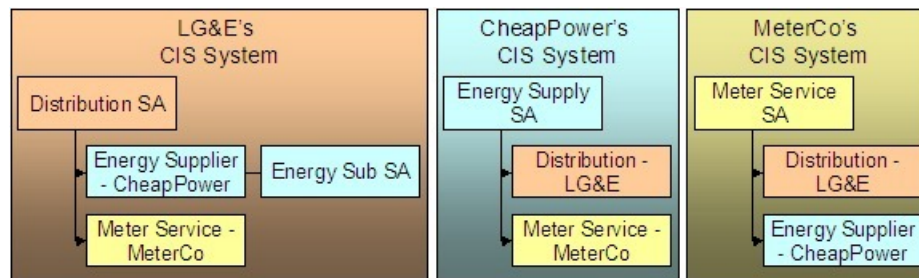 LG&E's
CIS System
Distribution SA
Energy Supplier
- CheapPower
Energy Sub SA
Meter Service -
MeterCo
CheapPower's
CIS System
Energy Supply
SA
Distribution -
LG&E
Meter Service -
MeterCo
MeterCo's
CIS System
Meter Service
SA
Distribution -
LG&E
Energy Supplier
- CheapPower